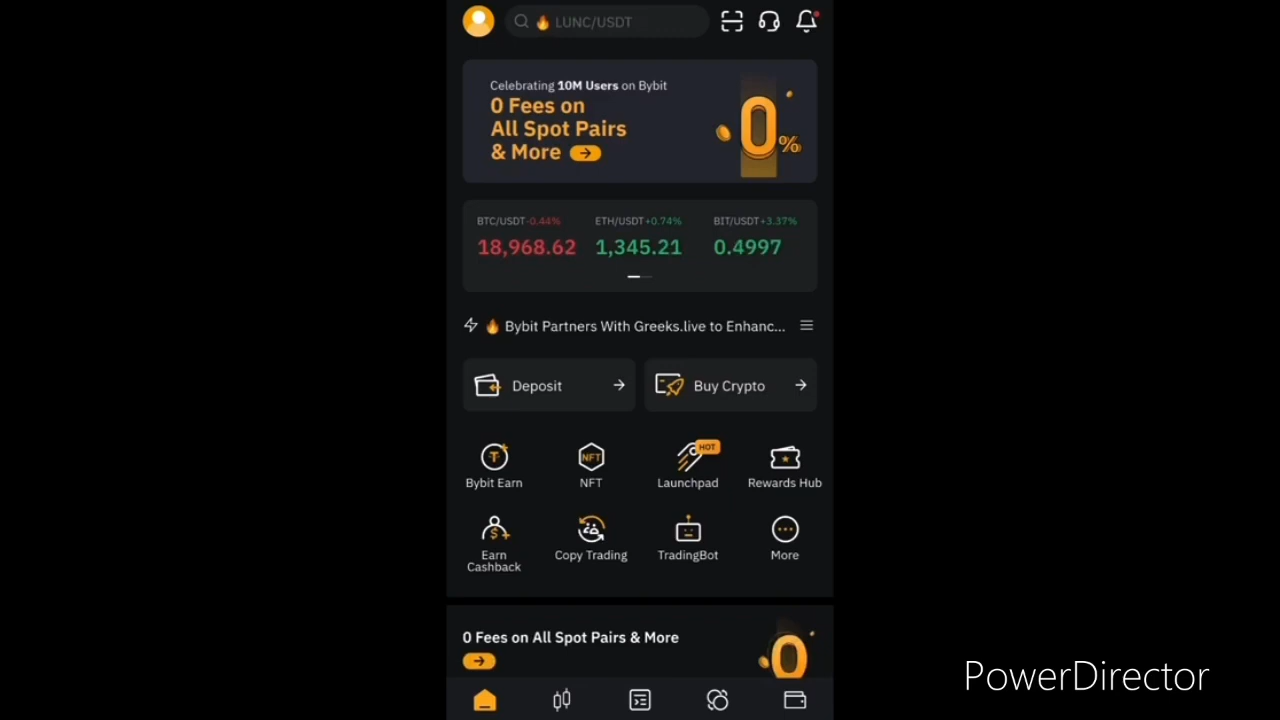 LUNC/USDT
Celebrating 10M Users on Bybit
0 Fees on
All Spot Pairs
& More
0%
BTC/USDT-0.44% ETH/USDT+0.74% BIT/USDT+3.37%
18,968.62 1,345.21 0.4997
Bybit Partners With Greeks.live to Enhanc...
Deposit Buy Crypto
NFT HOT
Bybit Earn NFT Launchpad Rewards Hub
Earn Copy Trading TradingBot More
Cashback
0 Fees on All Spot Pairs & More
0
PowerDirector